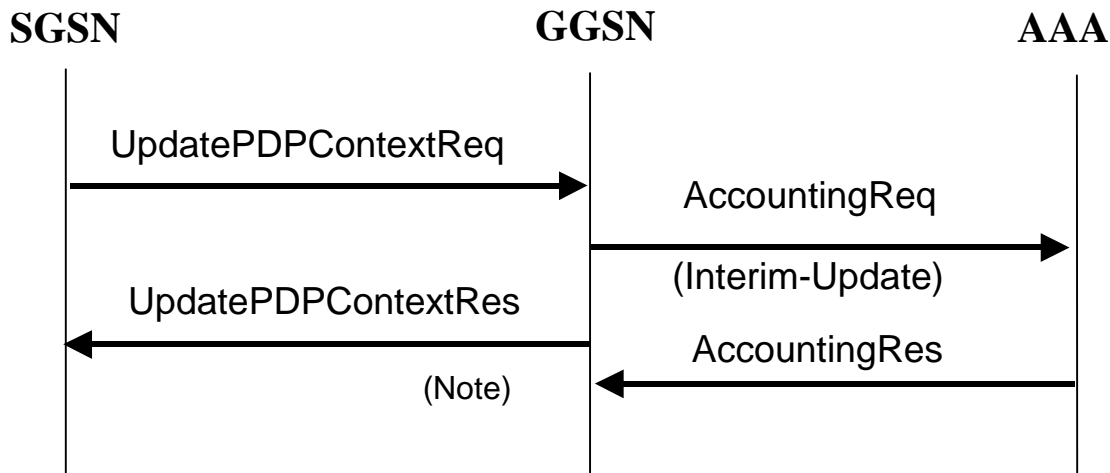 SGSN GGSN AAA
UpdatePDPContextReq
AccountingReq
(Interim-Update)
UpdatePDPContextRes
AccountingRes
(Note)